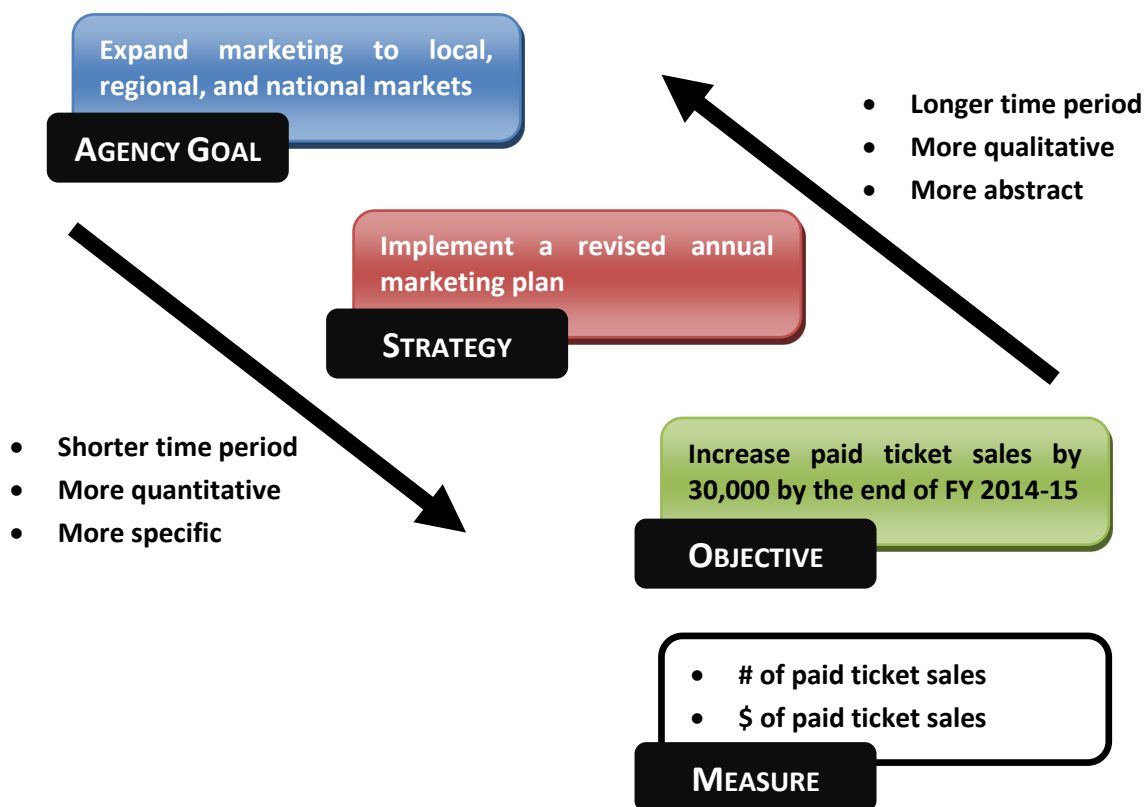 Expand marketing to local,
regional, and national markets
AGENCY GOAL
• Longer time period
• More qualitative
• More abstract
Implement a revised annual
marketing plan
STRATEGY
• Shorter time period
• More quantitative
• More specific
Increase paid ticket sales by
30,000 by the end of FY 2014-15
OBJECTIVE
• # of paid ticket sales
• $ of paid ticket sales
MEASURE